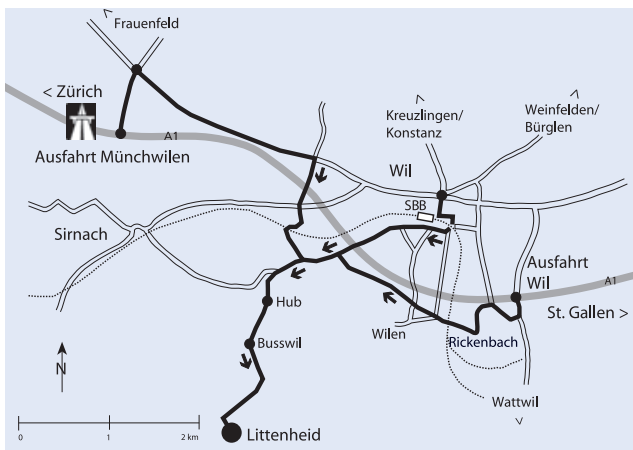 Frauenfeld
< Zürich
A1
Ausfahrt Münchwilen
Kreuzlingen/
Konstanz
Weinfelden/
Bürglen
Wil
SBB
Sirnach
Ausfahrt
Wil
A1
St. Gallen >
Hub
Wilen
Rickenbach
Busswil
N
Wattwil
Littenheid
0 1 2 km